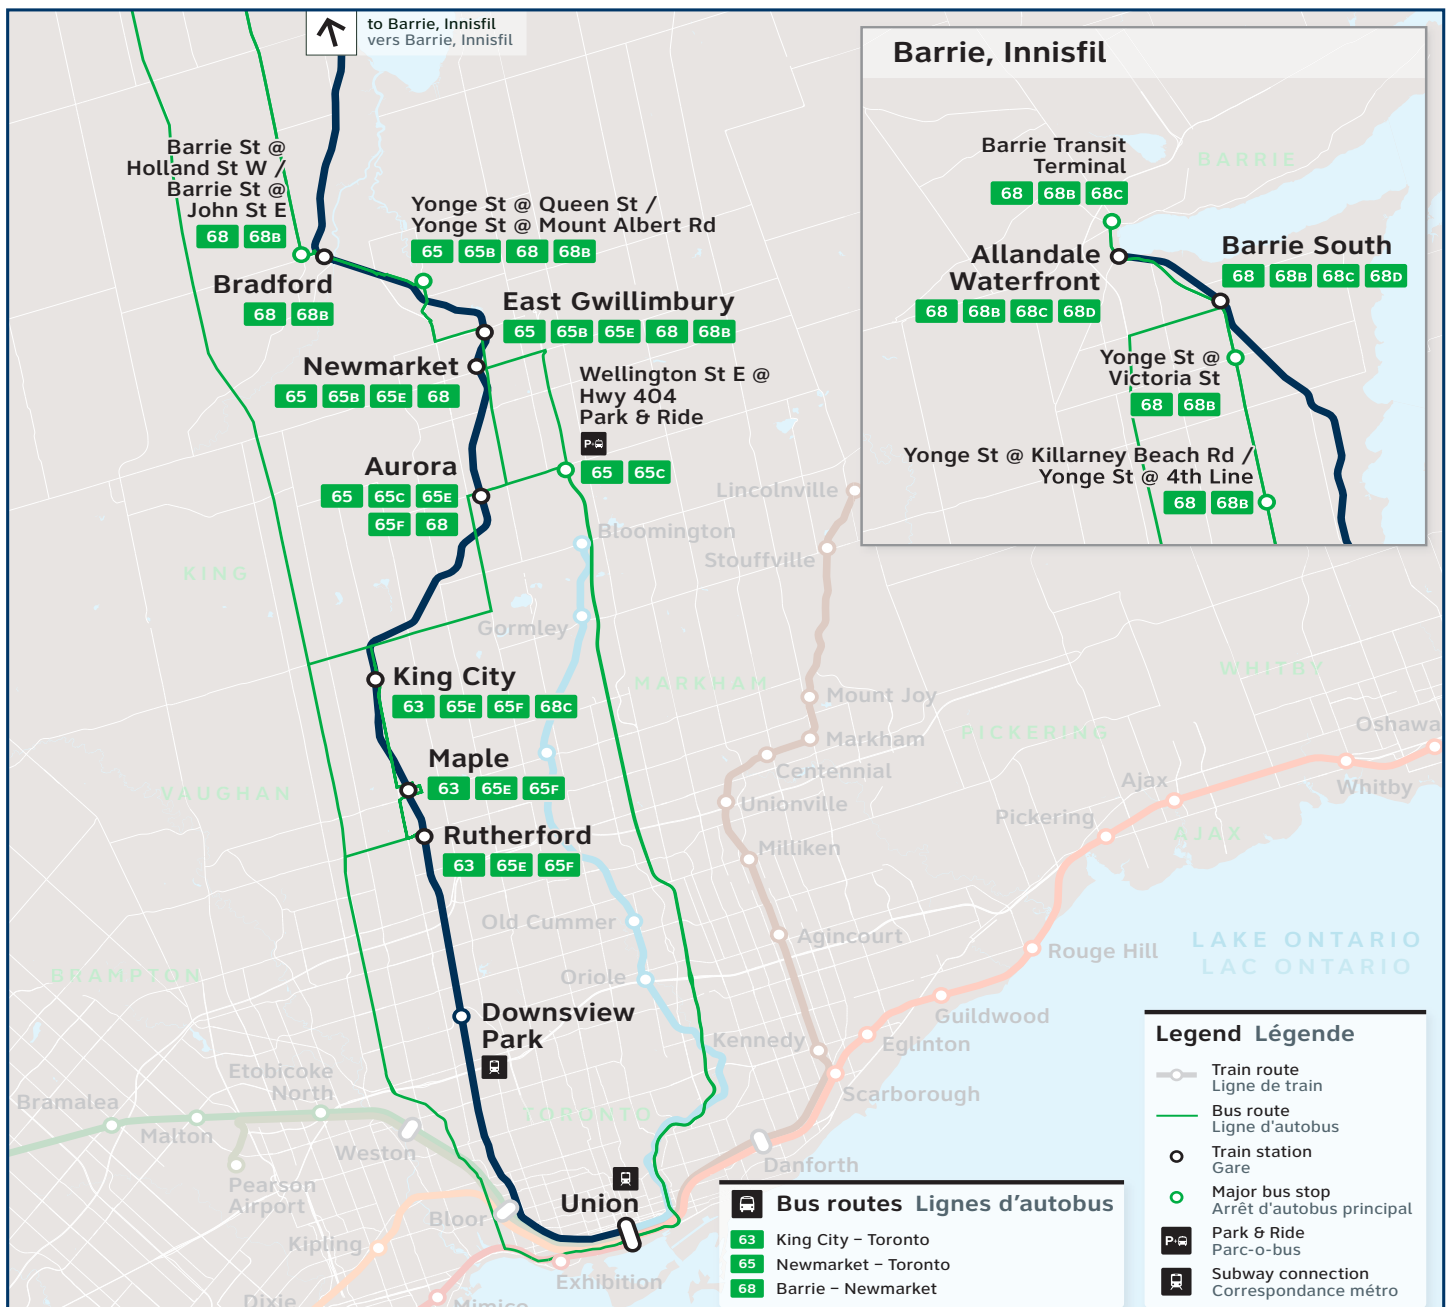 to Barrie, Innisfil
vers Barrie, Innisfil
Barrie St @
Holland St W /
Barrie St @
John St E
68 68B
Bradford
68 68B
Yonge St @ Queen St /
Yonge St @ Mount Albert Rd
65 65B 68 68B
East Gwillimbury
65 65B 65E 68 68B
Newmarket
65 65B 65E 68
Wellington St E @
Hwy 404
Park & Ride
P+
65 65C
Aurora
65 65C 65E
65F 68
Bloomington
Lincolnville
Stouffville
KING
Gormley
King City
63 65E 65F 68C
MARKHAM
Mount Joy
Markham
Centennial
Unionville
Milliken
WHITBY
PICKERING
Oshawa
Whitby
Ajax
Pickering
AJAX
VAUGHAN
Maple
63 65E 65F
Rutherford
63 65E 65F
Old Cummer
Oriole
Agincourt
Rouge Hill
LAKE ONTARIO
LAC ONTARIO
BRAMPTON
Downsview
Park
Kennedy
Guildwood
Eglinton
Scarborough
Etobicoke
North
Bramalea
Malton
Weston
Pearson
Airport
TORONTO
Danforth
Union
Bloor
Kipling
Exhibition
Dixie
Mimico
Barrie, Innisfil
BARRIE
Barrie Transit
Terminal
68 68B 68C
Allandale
Waterfront
68 68B 68C 68D
Barrie South
68 68B 68C 68D
Yonge St @
Victoria St
68 68B
Yonge St @ Killarney Beach Rd /
Yonge St @ 4th Line
68 68B
Bus routes Lignes d'autobus
63 King City – Toronto
65 Newmarket – Toronto
68 Barrie – Newmarket
Legend Légende
Train route
Ligne de train
Bus route
Ligne d'autobus
Train station
Gare
Major bus stop
Arrêt d'autobus principal
P+ Park & Ride
Parc-o-bus
Subway connection
Correspondance métro